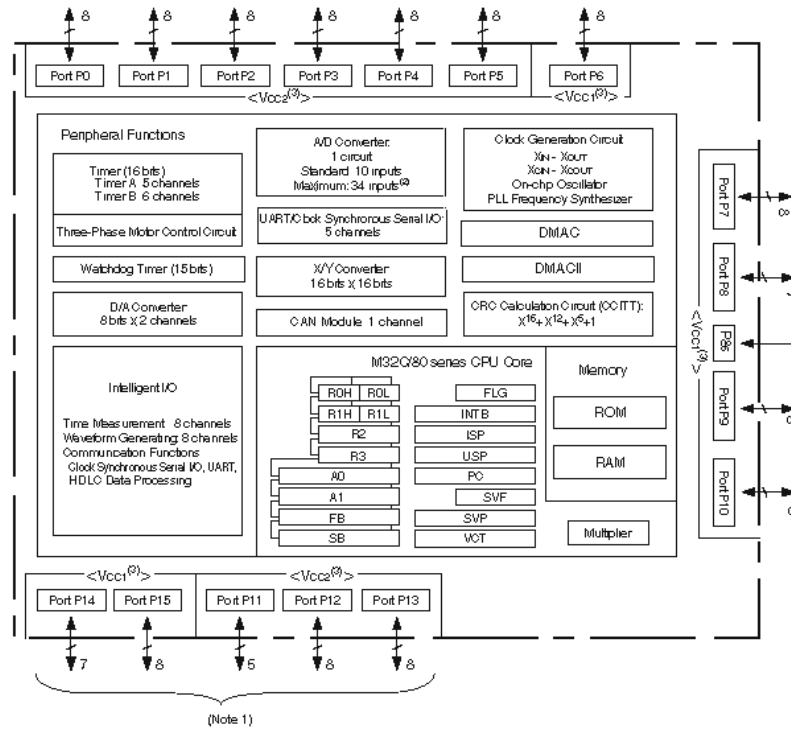 8 8 8 8 8 8 8
Port P0 Port P1 Port P2 Port P3 Port P4 Port P5 Port P6
<VCC2(3)> <VCC1(3)>
Peripheral Functions
Timer (16 bits)
Timer A 5 channels
Timer B 6 channels
Three-Phase Motor Control Circuit
Watchdog Timer (15 bits)
D/A Converter
8 bits X 2 channels
A/D Converter:
1 circuit
Standard 10 inputs
Maximum: 34 inputs(2)
UART/Clock Synchronous Serial I/O:
5 channels
X/Y Converter
16 bits X 16 bits
CAN Module 1 channel
Clock Generation Circuit
XIN - XOUT
XCIN - XCOUT
On-chip Oscillator
PLL Frequency Synthesizer
DMAC
DMACII
CRC Calculation Circuit (CCITT):
X16+X12+X5+1
Intelligent I/O
Time Measurement 8 channels
Waveform Generating: 8 channels
Communication Functions
Clock Synchronous Serial I/O, UART,
HDLC Data Processing
M32C/80 series CPU Core
R0H R0L
R1H R1L
R2
R3
A0
A1
FB
SB
FLG
INTB
ISP
USP
PC
SVF
SVP
VCT
Memory
ROM
RAM
Multiplier
<VCC1(3)>
Port P7
8
Port P8
P85
Port P9
Port P10
<VCC1(3)> <VCC2(3)>
Port P14 Port P15 Port P11 Port P12 Port P13
7 8 5 8 8
(Note 1)